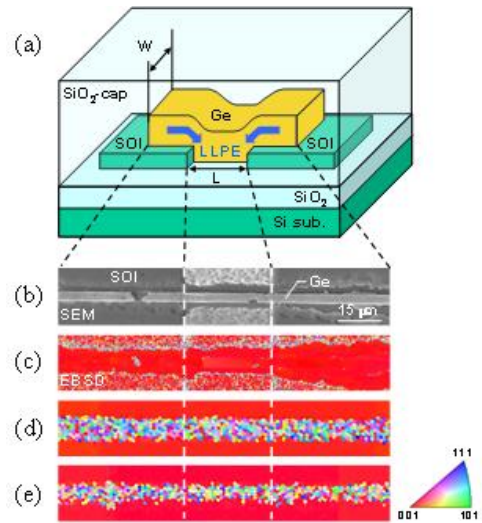 (a)
W
SiO₂-cap
Ge
SOI
SOI
LLPE
L
SiO₂
Si sub.
(b)
SOI
Ge
SEM
15 μm
(c)
EBSD
(d)
(e)
111
001
101